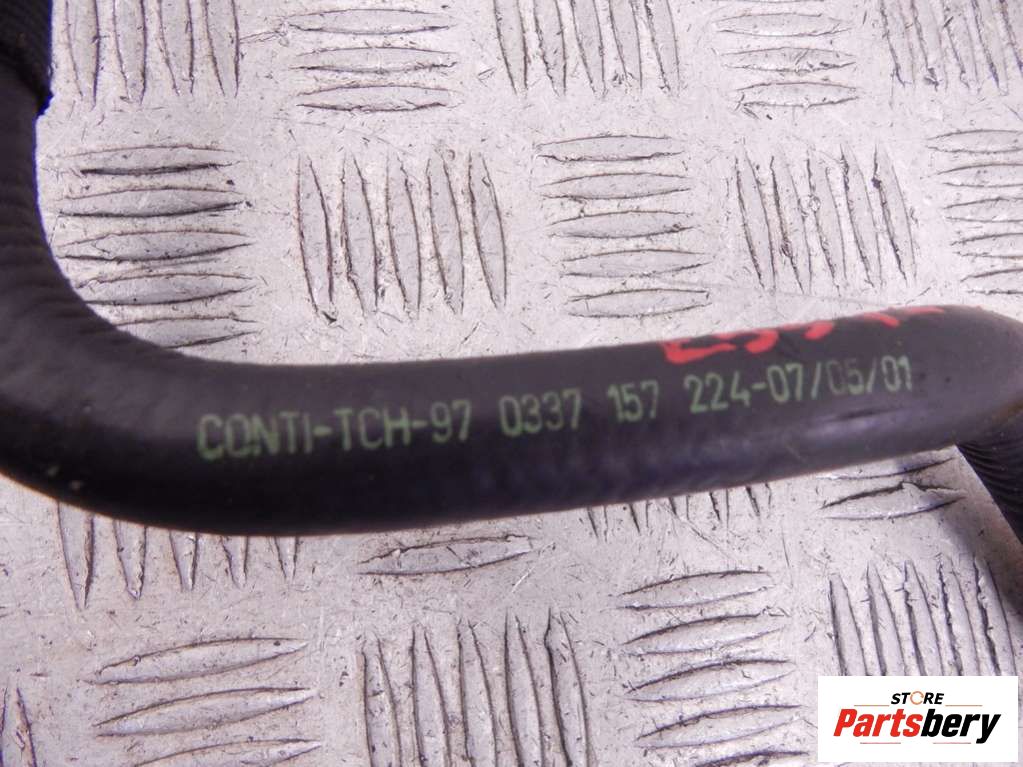 CONTI-TCH-97 0337 157 224-07/05/01
STORE
Partsbery